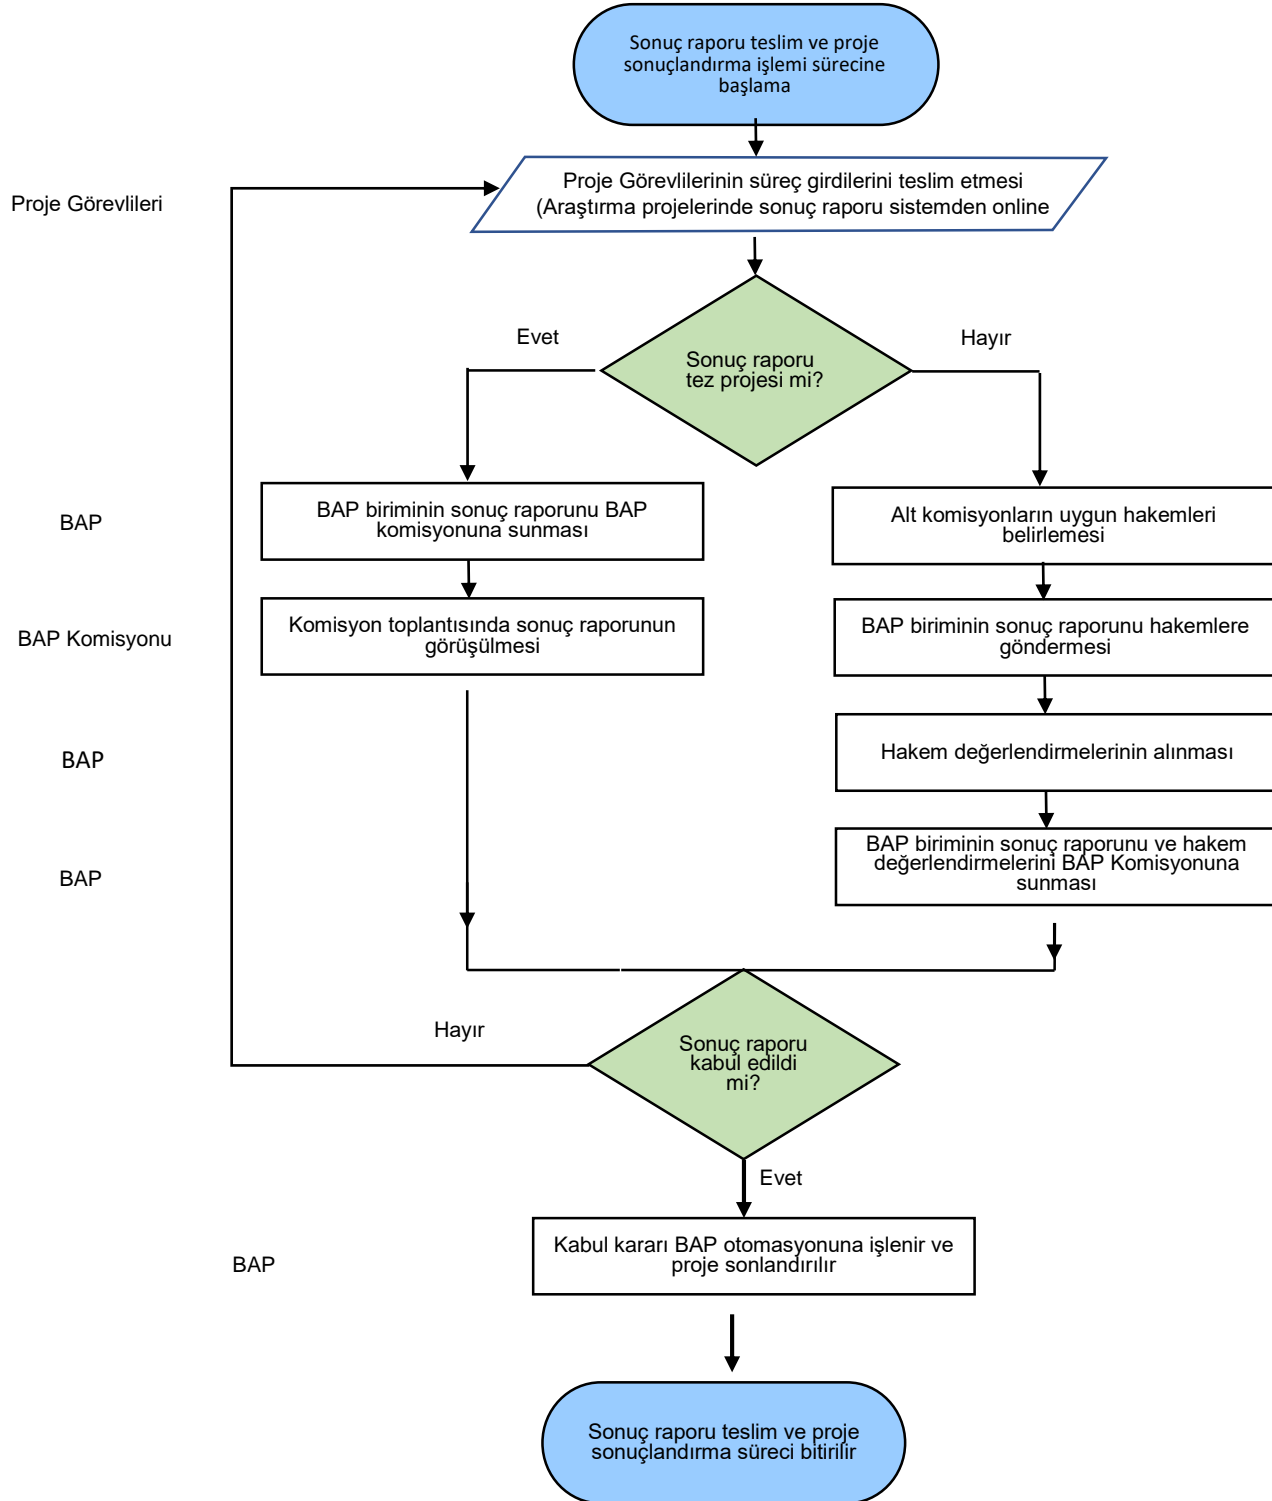 Sonuç raporu teslim ve proje
sonuçlandırma işlemi sürecine
başlama
Proje Görevlileri
Proje Görevlilerinin süreç girdilerini teslim etmesi
(Araştırma projelerinde sonuç raporu sistemden online
Evet
Hayır
Sonuç raporu
tez projesi mi?
BAP
BAP biriminin sonuç raporunu BAP
komisyonuna sunması
Alt komisyonların uygun hakemleri
belirlemesi
BAP Komisyonu
Komisyon toplantısında sonuç raporunun
görüşülmesi
BAP biriminin sonuç raporunu hakemlere
göndermesi
BAP
Hakem değerlendirmelerinin alınması
BAP
BAP biriminin sonuç raporunu ve hakem
değerlendirmelerini BAP Komisyonuna
sunması
Hayır
Sonuç raporu
kabul edildi
mi?
Evet
BAP
Kabul kararı BAP otomasyonuna işlenir ve
proje sonlandırılır
Sonuç raporu teslim ve proje
sonuçlandırma süreci bitirilir